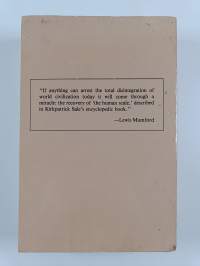 "If anything can arrest the total disintegration of
world civilization today it will come through a
miracle: the recovery of 'the human scale,' described
in Kirkpatrick Sale's encyclopedic book."
—Lewis Mumford